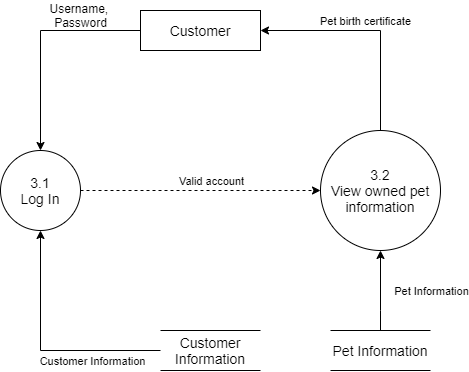 Username,
Password
Pet birth certificate
Customer
3.1
Log In
Valid account
3.2
View owned pet
information
Pet Information
Customer
Information
Customer Information
Pet Information